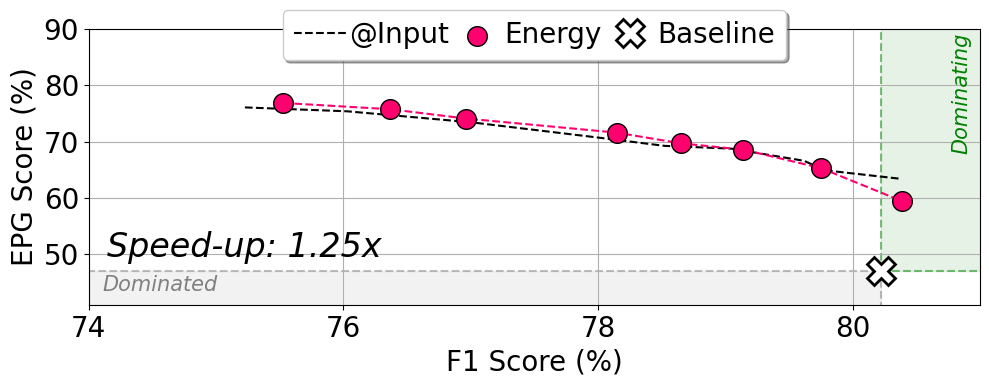 @Input Energy Baseline
EPG Score (%)
90
80
70
60
50
Dominating
Speed-up: 1.25x
Dominated
74 76 78 80
F1 Score (%)